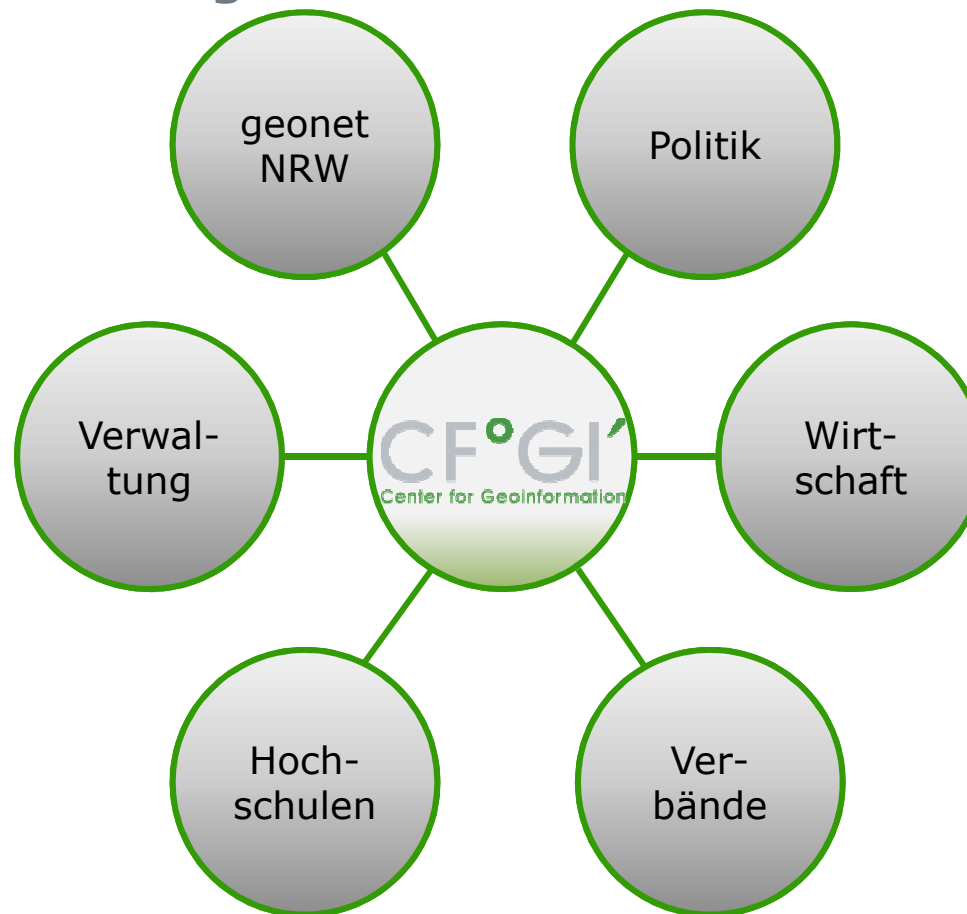 geonet
NRW
Politik
Verwal-
tung
CF°GI´
Center for Geoinformation
Wirt-
schaft
Hoch-
schulen
Ver-
bände